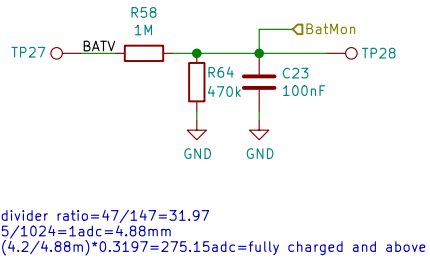 R58
1M
BatMon
TP27
BATV
TP28
R64
470k
C23
100nF
GND
GND
divider ratio=47/147=31.97
5/1024=1adc=4.88mm
(4.2/4.88m)*0.3197=275.15adc=fully charged and above